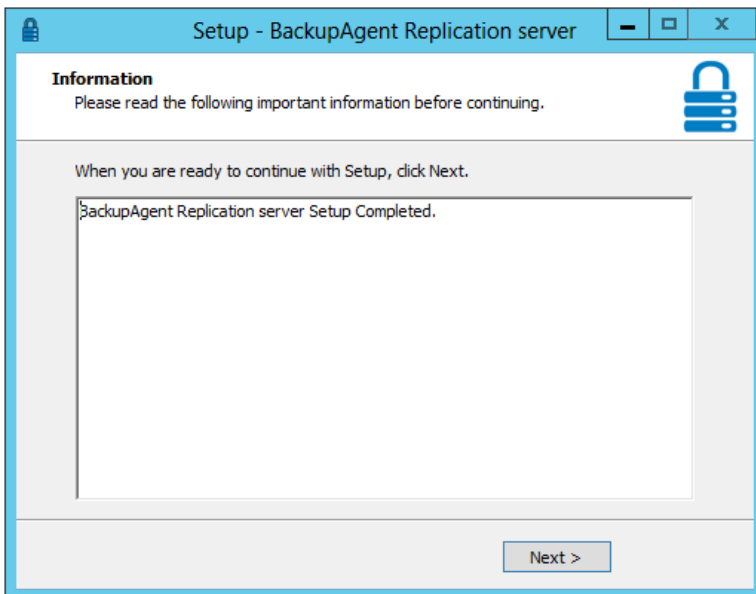 Setup - BackupAgent Replication server
Information
Please read the following important information before continuing.
When you are ready to continue with Setup, click Next.
BackupAgent Replication server Setup Completed.
Next >